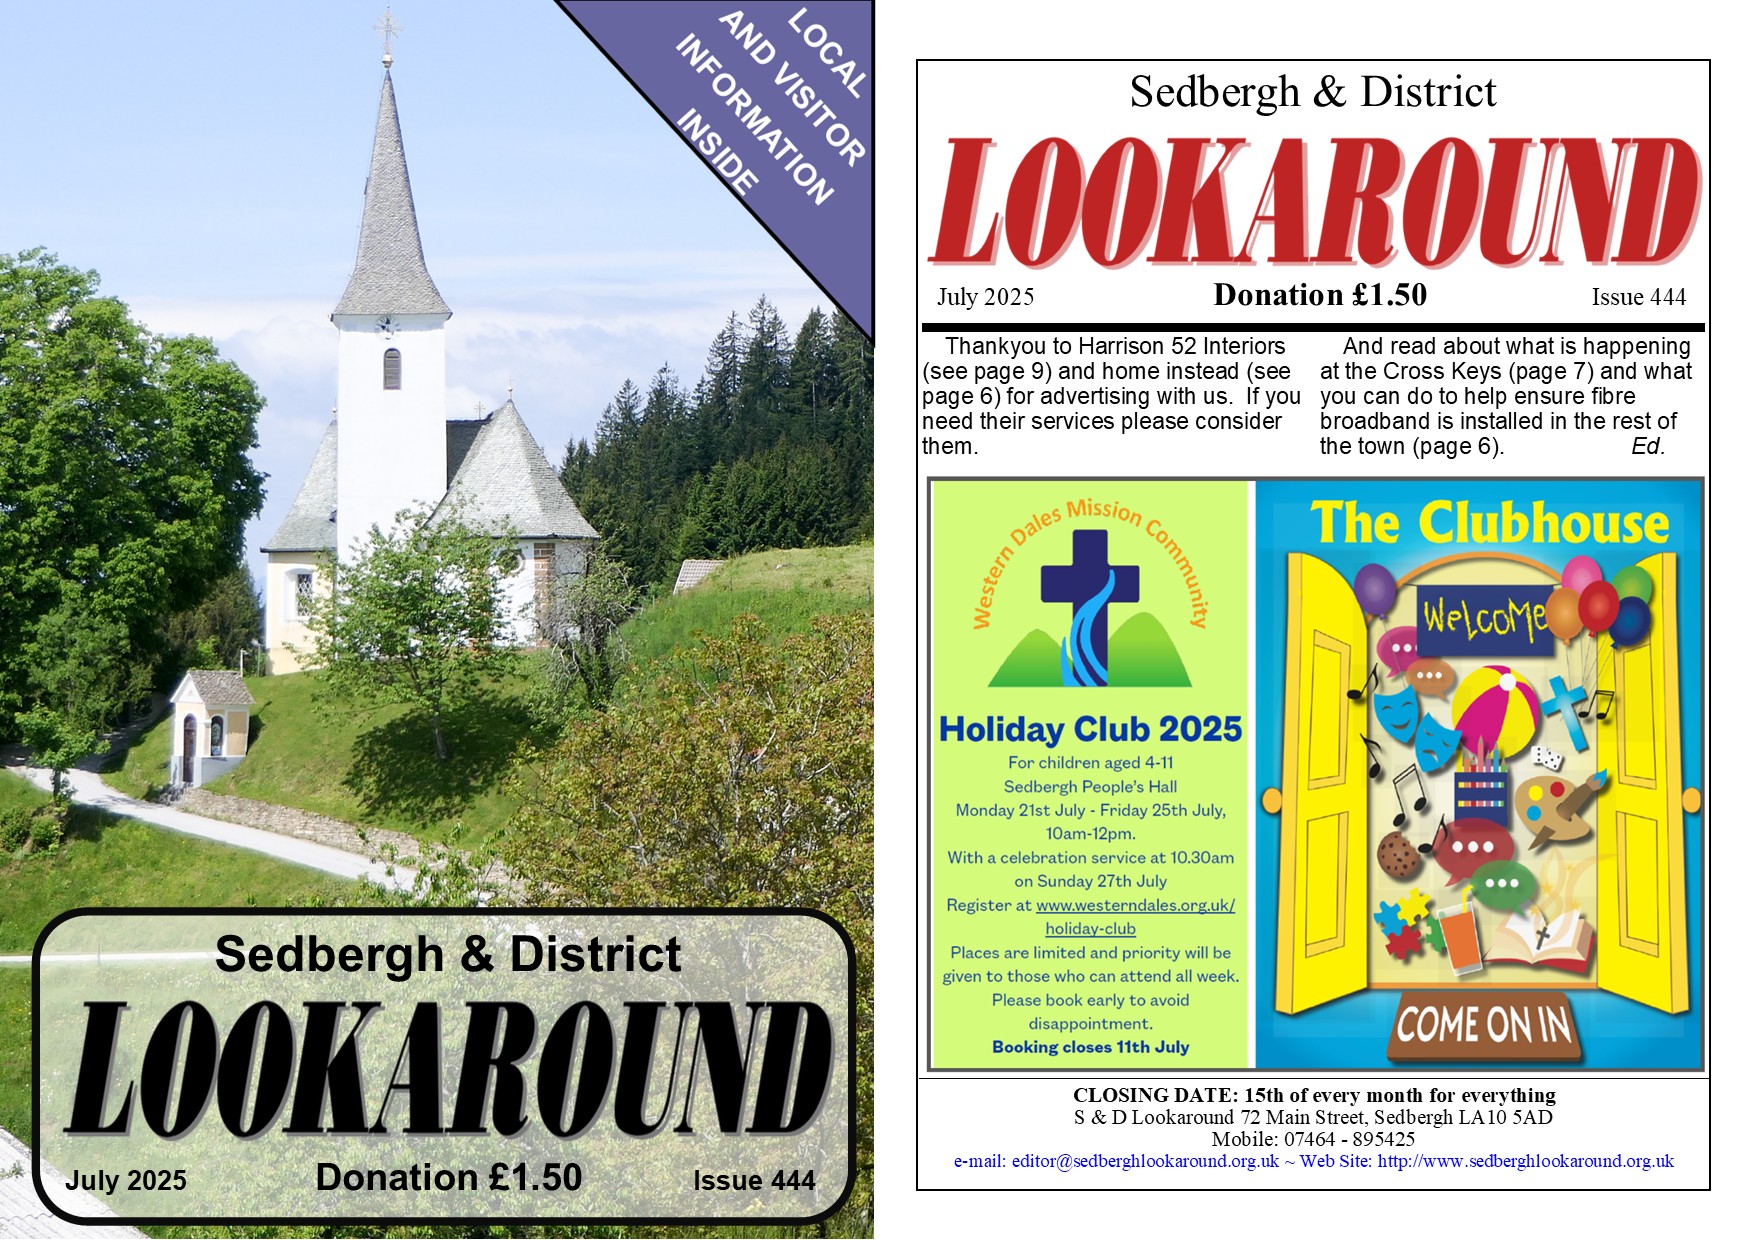 LOCAL
AND VISITOR
INFORMATION
INSIDE
Sedbergh & District
LOOKAROUND
July 2025 Donation £1.50 Issue 444
Sedbergh & District
LOOKAROUND
July 2025 Donation £1.50 Issue 444
Thankyou to Harrison 52 Interiors
(see page 9) and home instead (see
page 6) for advertising with us. If you
need their services please consider
them.
And read about what is happening
at the Cross Keys (page 7) and what
you can do to help ensure fibre
broadband is installed in the rest of
the town (page 6). Ed.
Western Dales Mission Community
Holiday Club 2025
For children aged 4-11
Sedbergh People's Hall
Monday 21st July - Friday 25th July,
10am-12pm.
With a celebration service at 10.30am
on Sunday 27th July
Register at www.westerndales.org.uk/
holiday-club
Places are limited and priority will be
given to those who can attend all week.
Please book early to avoid
disappointment.
Booking closes 11th July
The Clubhouse
WELCOME
COME ON IN
CLOSING DATE: 15th of every month for everything
S & D Lookaround 72 Main Street, Sedbergh LA10 5AD
Mobile: 07464 - 895425
e-mail: editor@sedberghlookaround.org.uk ~ Web Site: http://www.sedberghlookaround.org.uk